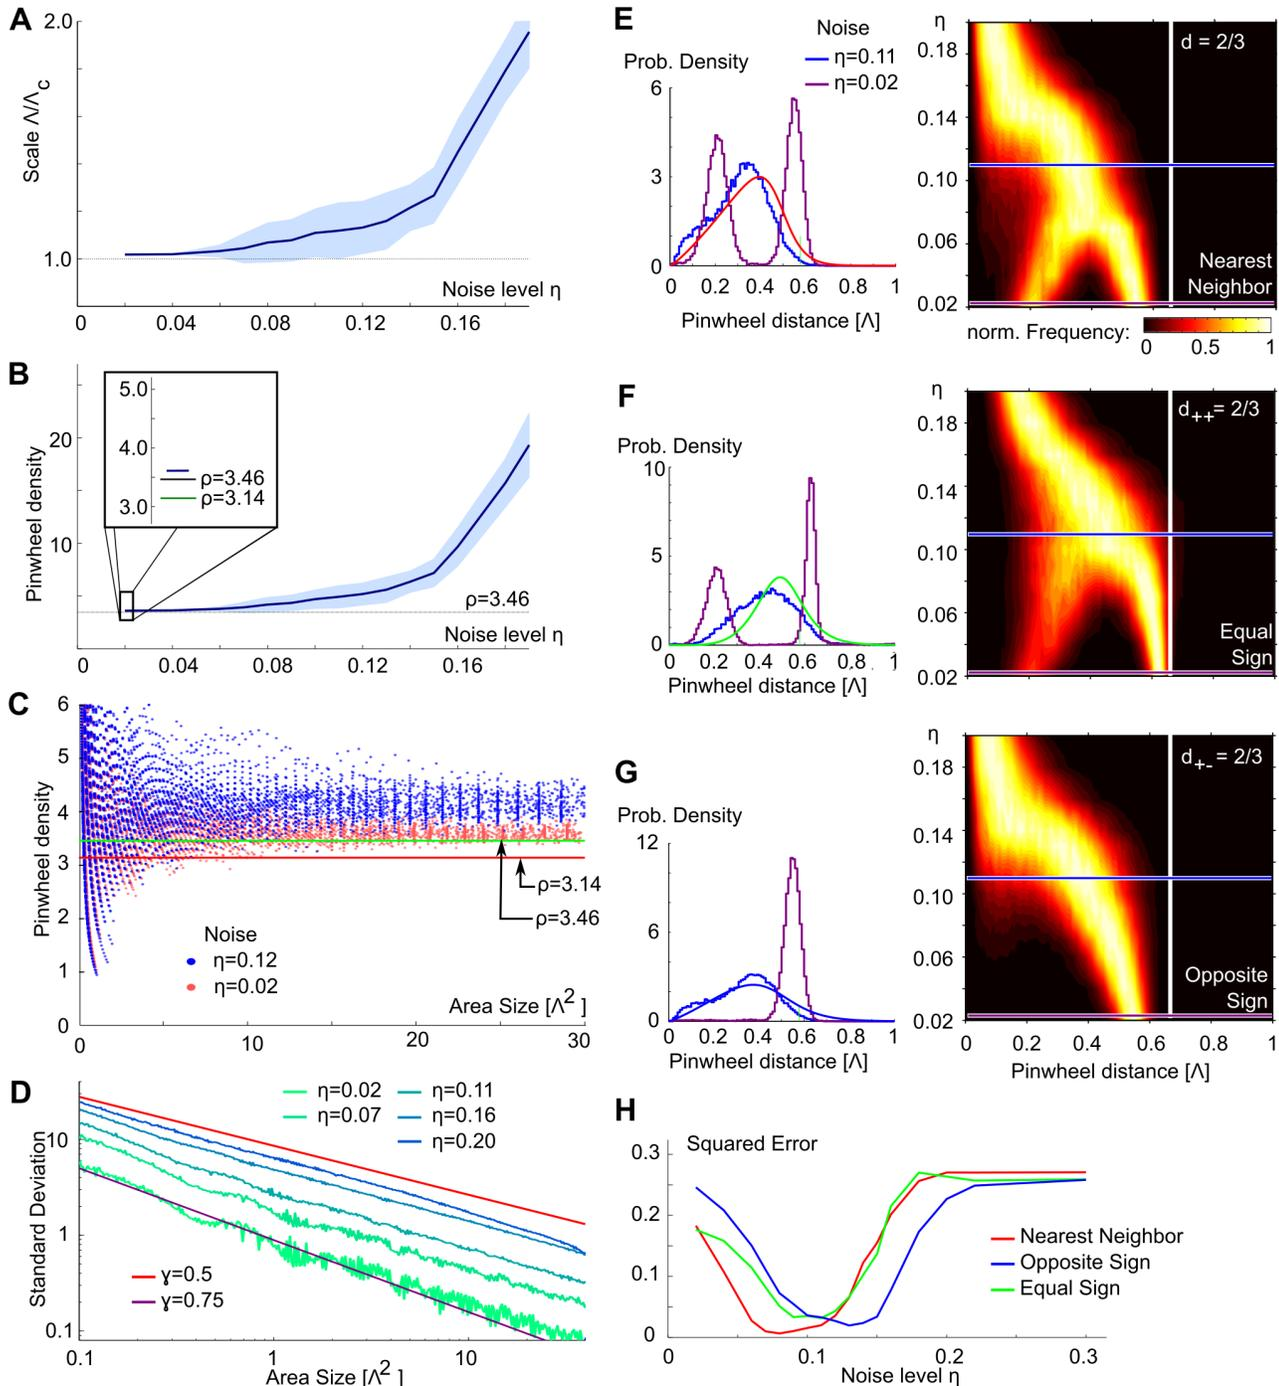 A
2.0
Scale Λ/Λc
1.0
Noise level η
0 0.04 0.08 0.12 0.16
B
5.0
4.0
3.0
ρ=3.46
ρ=3.14
20
10
Pinwheel density
ρ=3.46
Noise level η
0 0.04 0.08 0.12 0.16
C
6
5
4
3
2
1
0
Pinwheel density
ρ=3.14
ρ=3.46
Noise
η=0.12
η=0.02
Area Size [Λ2]
0 10 20 30
D
η=0.02
η=0.07
η=0.11
η=0.16
η=0.20
10
1
0.1
Standard Deviation
γ=0.5
γ=0.75
0.1 1 10
Area Size [Λ2]
E
Noise
η=0.11
η=0.02
Prob. Density
6
3
0
0 0.2 0.4 0.6 0.8 1
Pinwheel distance [Λ]
η
0.18
0.14
0.10
0.06
0.02
d = 2/3
Nearest
Neighbor
norm. Frequency:
0 0.5 1
F
Prob. Density
10
5
0
0 0.2 0.4 0.6 0.8 1
Pinwheel distance [Λ]
η
0.18
0.14
0.10
0.06
0.02
d++= 2/3
Equal
Sign
G
Prob. Density
12
6
0
0 0.2 0.4 0.6 0.8 1
Pinwheel distance [Λ]
η
0.18
0.14
0.10
0.06
0.02
d+-= 2/3
Opposite
Sign
0 0.2 0.4 0.6 0.8 1
Pinwheel distance [Λ]
H
Squared Error
0.3
0.2
0.1
0
Nearest Neighbor
Opposite Sign
Equal Sign
0 0.1 0.2 0.3
Noise level η